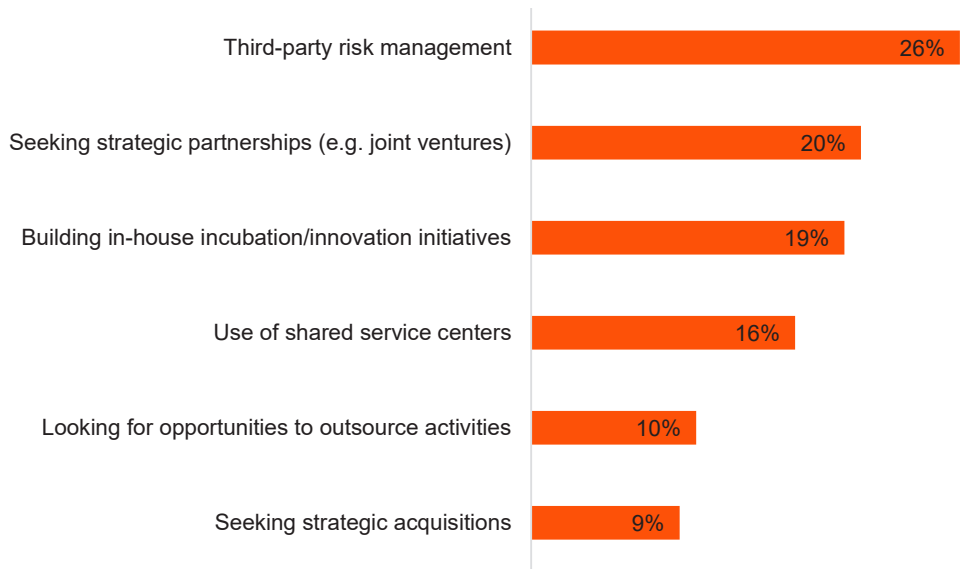 Third-party risk management 26%
Seeking strategic partnerships (e.g. joint ventures) 20%
Building in-house incubation/innovation initiatives 19%
Use of shared service centers 16%
Looking for opportunities to outsource activities 10%
Seeking strategic acquisitions 9%